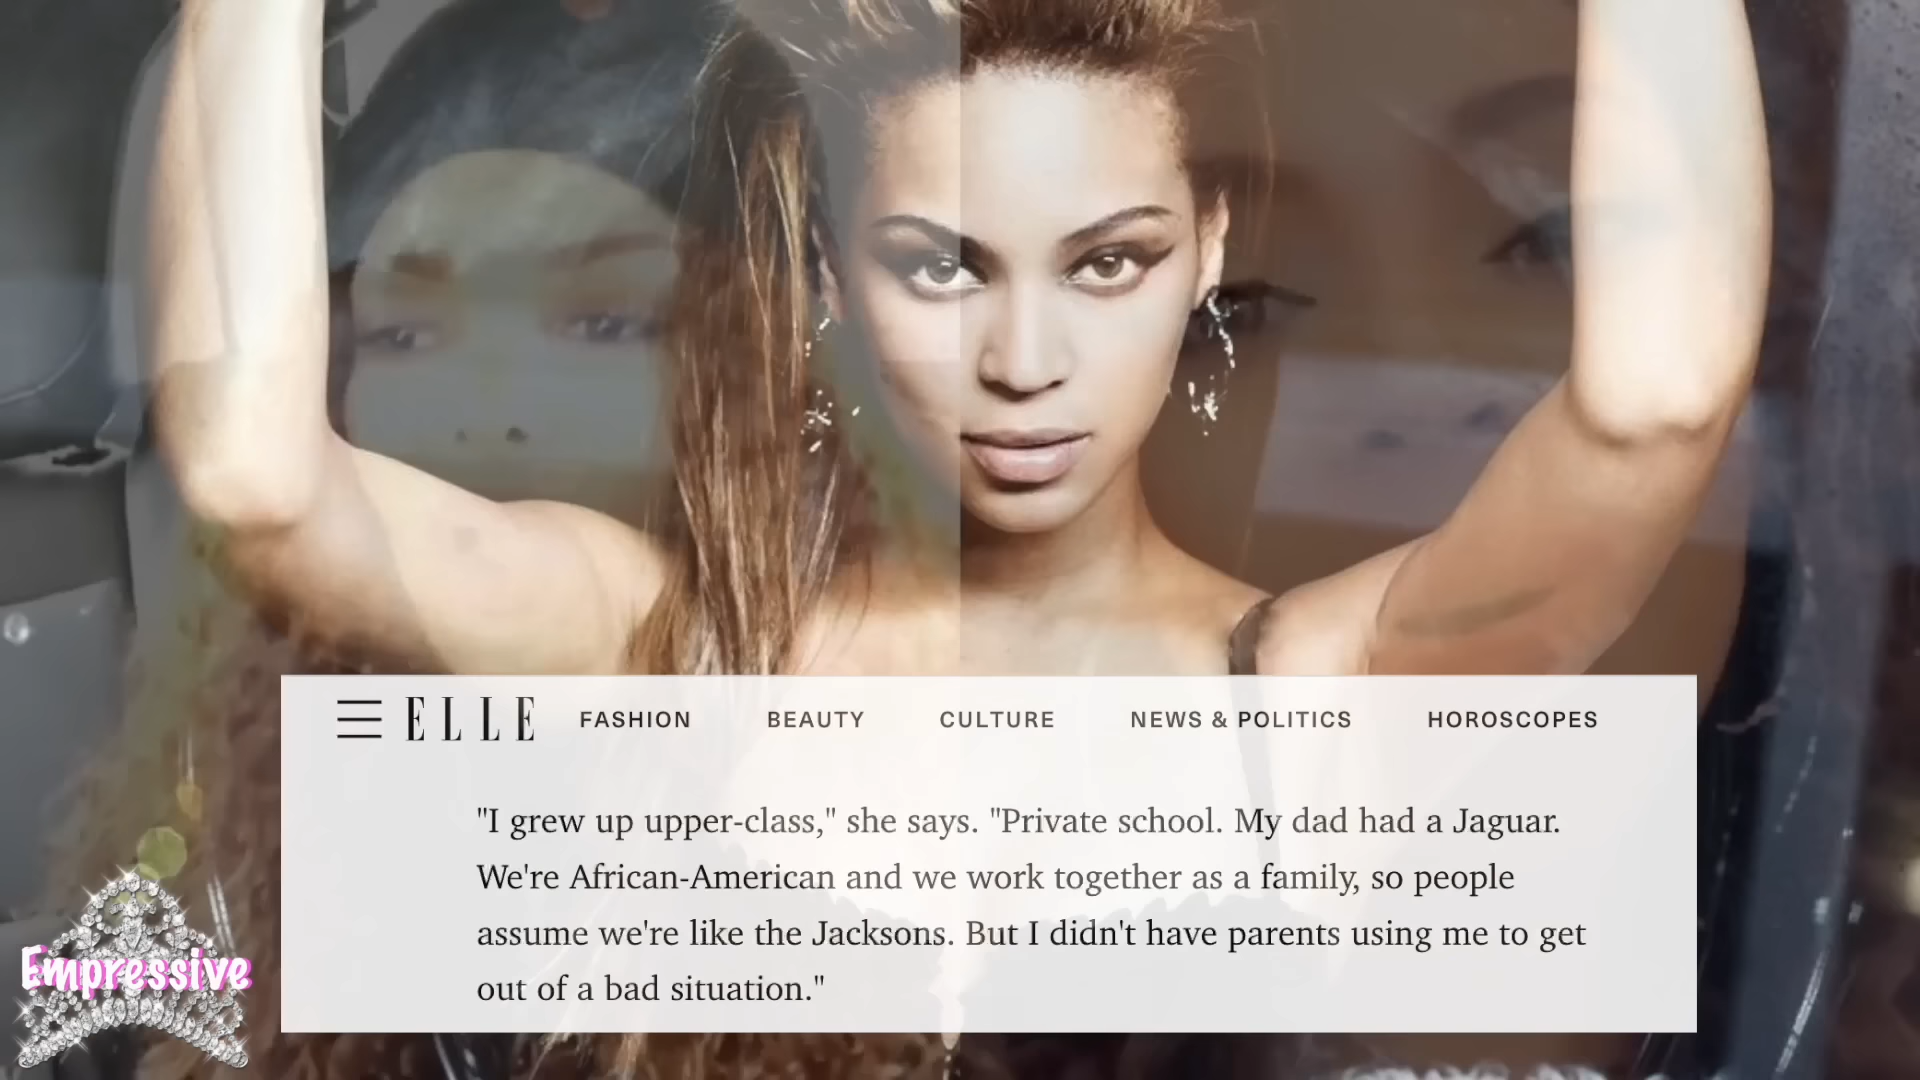 ELLE FASHION BEAUTY CULTURE NEWS & POLITICS HOROSCOPES
"I grew up upper-class," she says. "Private school. My dad had a Jaguar.
We're African-American and we work together as a family, so people
assume we're like the Jacksons. But I didn't have parents using me to get
out of a bad situation."
Empressive